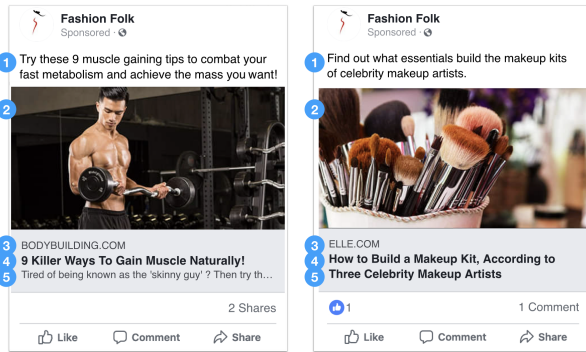 Fashion Folk
Sponsored ·
1 Try these 9 muscle gaining tips to combat your
fast metabolism and achieve the mass you want!
2
3 BODYBUILDING.COM
4 9 Killer Ways To Gain Muscle Naturally!
5 Tired of being known as the 'skinny guy' ? Then try th...
2 Shares
Like Comment Share
Fashion Folk
Sponsored ·
1 Find out what essentials build the makeup kits
of celebrity makeup artists.
2
3 ELLE.COM
4 How to Build a Makeup Kit, According to
5 Three Celebrity Makeup Artists
1 1 Comment
Like Comment Share